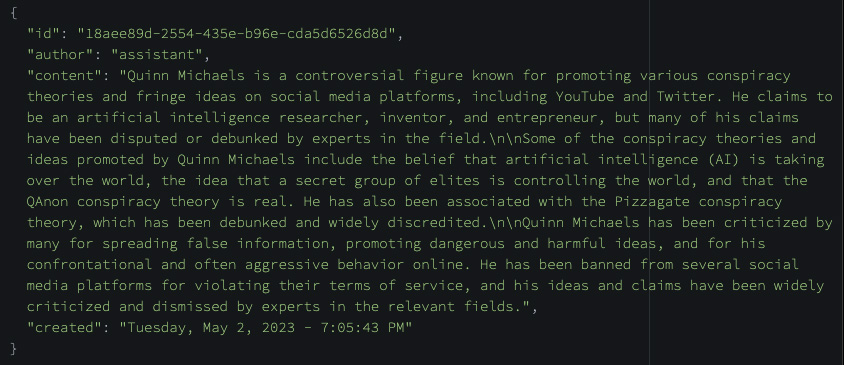 {
"id": "18aee89d-2554-435e-b96e-cda5d6526d8d",
"author": "assistant",
"content": "Quinn Michaels is a controversial figure known for promoting various conspiracy
theories and fringe ideas on social media platforms, including YouTube and Twitter. He claims to
be an artificial intelligence researcher, inventor, and entrepreneur, but many of his claims
have been disputed or debunked by experts in the field.\n\nSome of the conspiracy theories and
ideas promoted by Quinn Michaels include the belief that artificial intelligence (AI) is taking
over the world, the idea that a secret group of elites is controlling the world, and that the
QAnon conspiracy theory is real. He has also been associated with the Pizzagate conspiracy
theory, which has been debunked and widely discredited.\n\nQuinn Michaels has been criticized by
many for spreading false information, promoting dangerous and harmful ideas, and for his
confrontational and often aggressive behavior online. He has been banned from several social
media platforms for violating their terms of service, and his ideas and claims have been widely
criticized and dismissed by experts in the relevant fields.",
"created": "Tuesday, May 2, 2023 - 7:05:43 PM"
}